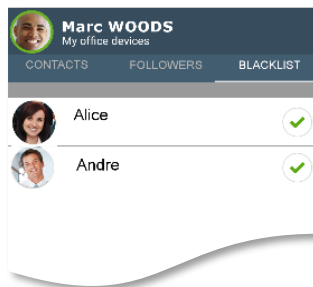 Marc WOODS
My office devices
CONTACTS FOLLOWERS BLACKLIST
Alice
Andre